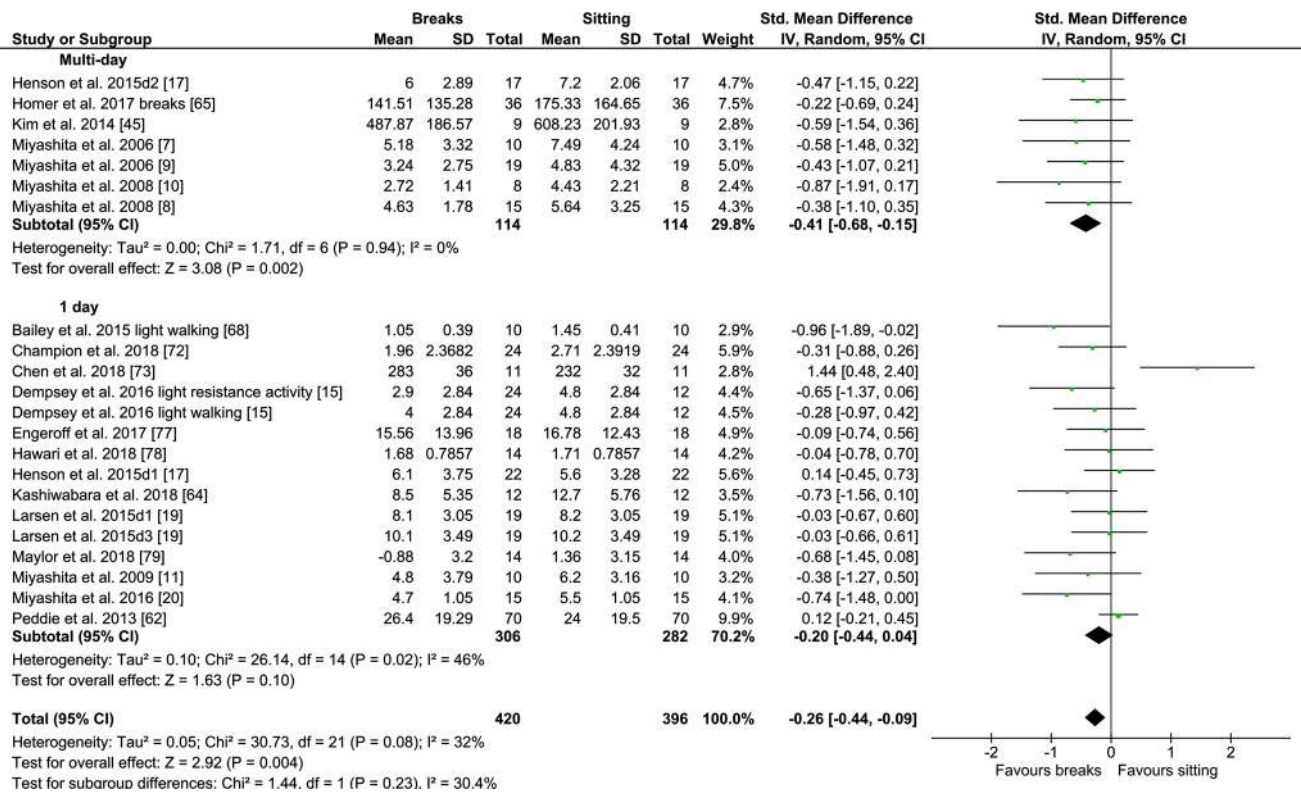 Breaks Sitting Std. Mean Difference Std. Mean Difference
Study or Subgroup Mean SD Total Mean SD Total Weight IV, Random, 95% CI IV, Random, 95% CI
Multi-day
Henson et al. 2015d2 [17] 6 2.89 17 7.2 2.06 17 4.7% -0.47 [-1.15, 0.22]
Homer et al. 2017 breaks [65] 141.51 135.28 36 175.33 164.65 36 7.5% -0.22 [-0.69, 0.24]
Kim et al. 2014 [45] 487.87 186.57 9 608.23 201.93 9 2.8% -0.59 [-1.54, 0.36]
Miyashita et al. 2006 [7] 5.18 3.32 10 7.49 4.24 10 3.1% -0.58 [-1.48, 0.32]
Miyashita et al. 2006 [9] 3.24 2.75 19 4.83 4.32 19 5.0% -0.43 [-1.07, 0.21]
Miyashita et al. 2008 [10] 2.72 1.41 8 4.43 2.21 8 2.4% -0.87 [-1.91, 0.17]
Miyashita et al. 2008 [8] 4.63 1.78 15 5.64 3.25 15 4.3% -0.38 [-1.10, 0.35]
Subtotal (95% CI) 114 114 29.8% -0.41 [-0.68, -0.15]
Heterogeneity: Tau² = 0.00; Chi² = 1.71, df = 6 (P = 0.94); I² = 0%
Test for overall effect: Z = 3.08 (P = 0.002)
1 day
Bailey et al. 2015 light walking [68] 1.05 0.39 10 1.45 0.41 10 2.9% -0.96 [-1.89, -0.02]
Champion et al. 2018 [72] 1.96 2.3682 24 2.71 2.3919 24 5.9% -0.31 [-0.88, 0.26]
Chen et al. 2018 [73] 283 36 11 232 32 11 2.8% 1.44 [0.48, 2.40]
Dempsey et al. 2016 light resistance activity [15] 2.9 2.84 24 4.8 2.84 12 4.4% -0.65 [-1.37, 0.06]
Dempsey et al. 2016 light walking [15] 4 2.84 24 4.8 2.84 12 4.5% -0.28 [-0.97, 0.42]
Engeroff et al. 2017 [77] 15.56 13.96 18 16.78 12.43 18 4.9% -0.09 [-0.74, 0.56]
Hawari et al. 2018 [78] 1.68 0.7857 14 1.71 0.7857 14 4.2% -0.04 [-0.78, 0.70]
Henson et al. 2015d1 [17] 6.1 3.75 22 5.6 3.28 22 5.6% 0.14 [-0.45, 0.73]
Kashiwabara et al. 2018 [64] 8.5 5.35 12 12.7 5.76 12 3.5% -0.73 [-1.56, 0.10]
Larsen et al. 2015d1 [19] 8.1 3.05 19 8.2 3.05 19 5.1% -0.03 [-0.67, 0.60]
Larsen et al. 2015d3 [19] 10.1 3.49 19 10.2 3.49 19 5.1% -0.03 [-0.66, 0.61]
Maylor et al. 2018 [79] -0.88 3.2 14 1.36 3.15 14 4.0% -0.68 [-1.45, 0.08]
Miyashita et al. 2009 [11] 4.8 3.79 10 6.2 3.16 10 3.2% -0.38 [-1.27, 0.50]
Miyashita et al. 2016 [20] 4.7 1.05 15 5.5 1.05 15 4.1% -0.74 [-1.48, 0.00]
Peddie et al. 2013 [62] 26.4 19.29 70 24 19.5 70 9.9% 0.12 [-0.21, 0.45]
Subtotal (95% CI) 306 282 70.2% -0.20 [-0.44, 0.04]
Heterogeneity: Tau² = 0.10; Chi² = 26.14, df = 14 (P = 0.02); I² = 46%
Test for overall effect: Z = 1.63 (P = 0.10)
Total (95% CI) 420 396 100.0% -0.26 [-0.44, -0.09]
Heterogeneity: Tau² = 0.05; Chi² = 30.73, df = 21 (P = 0.08); I² = 32%
Test for overall effect: Z = 2.92 (P = 0.004)
Test for subgroup differences: Chi² = 1.44, df = 1 (P = 0.23), I² = 30.4%
-2 -1 0 1 2
Favours breaks Favours sitting